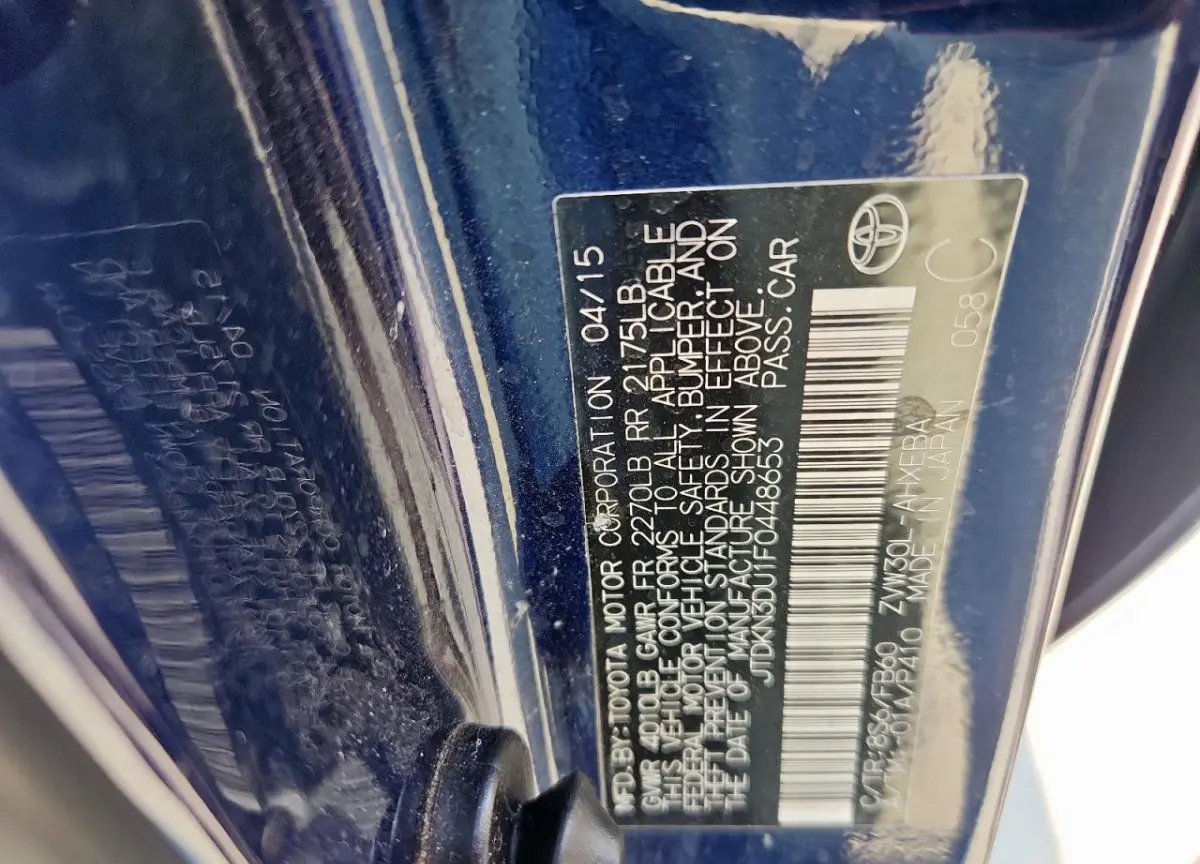 MFD.BY:TOYOTA MOTOR CORPORATION 04/15
GVWR 4010LB GAWR FR 2270LB RR 2175LB
THIS VEHICLE CONFORMS TO ALL APPLICABLE
FEDERAL MOTOR VEHICLE SAFETY,BUMPER,AND
THEFT PREVENTION STANDARDS IN EFFECT ON
THE DATE OF MANUFACTURE SHOWN ABOVE.
JTDKN3DU1F0448653 PASS.CAR
C/TR:8S6/FB60 ZVW30L-AHXEBA
A/TM:-01A/P410 MADE IN JAPAN 058 C